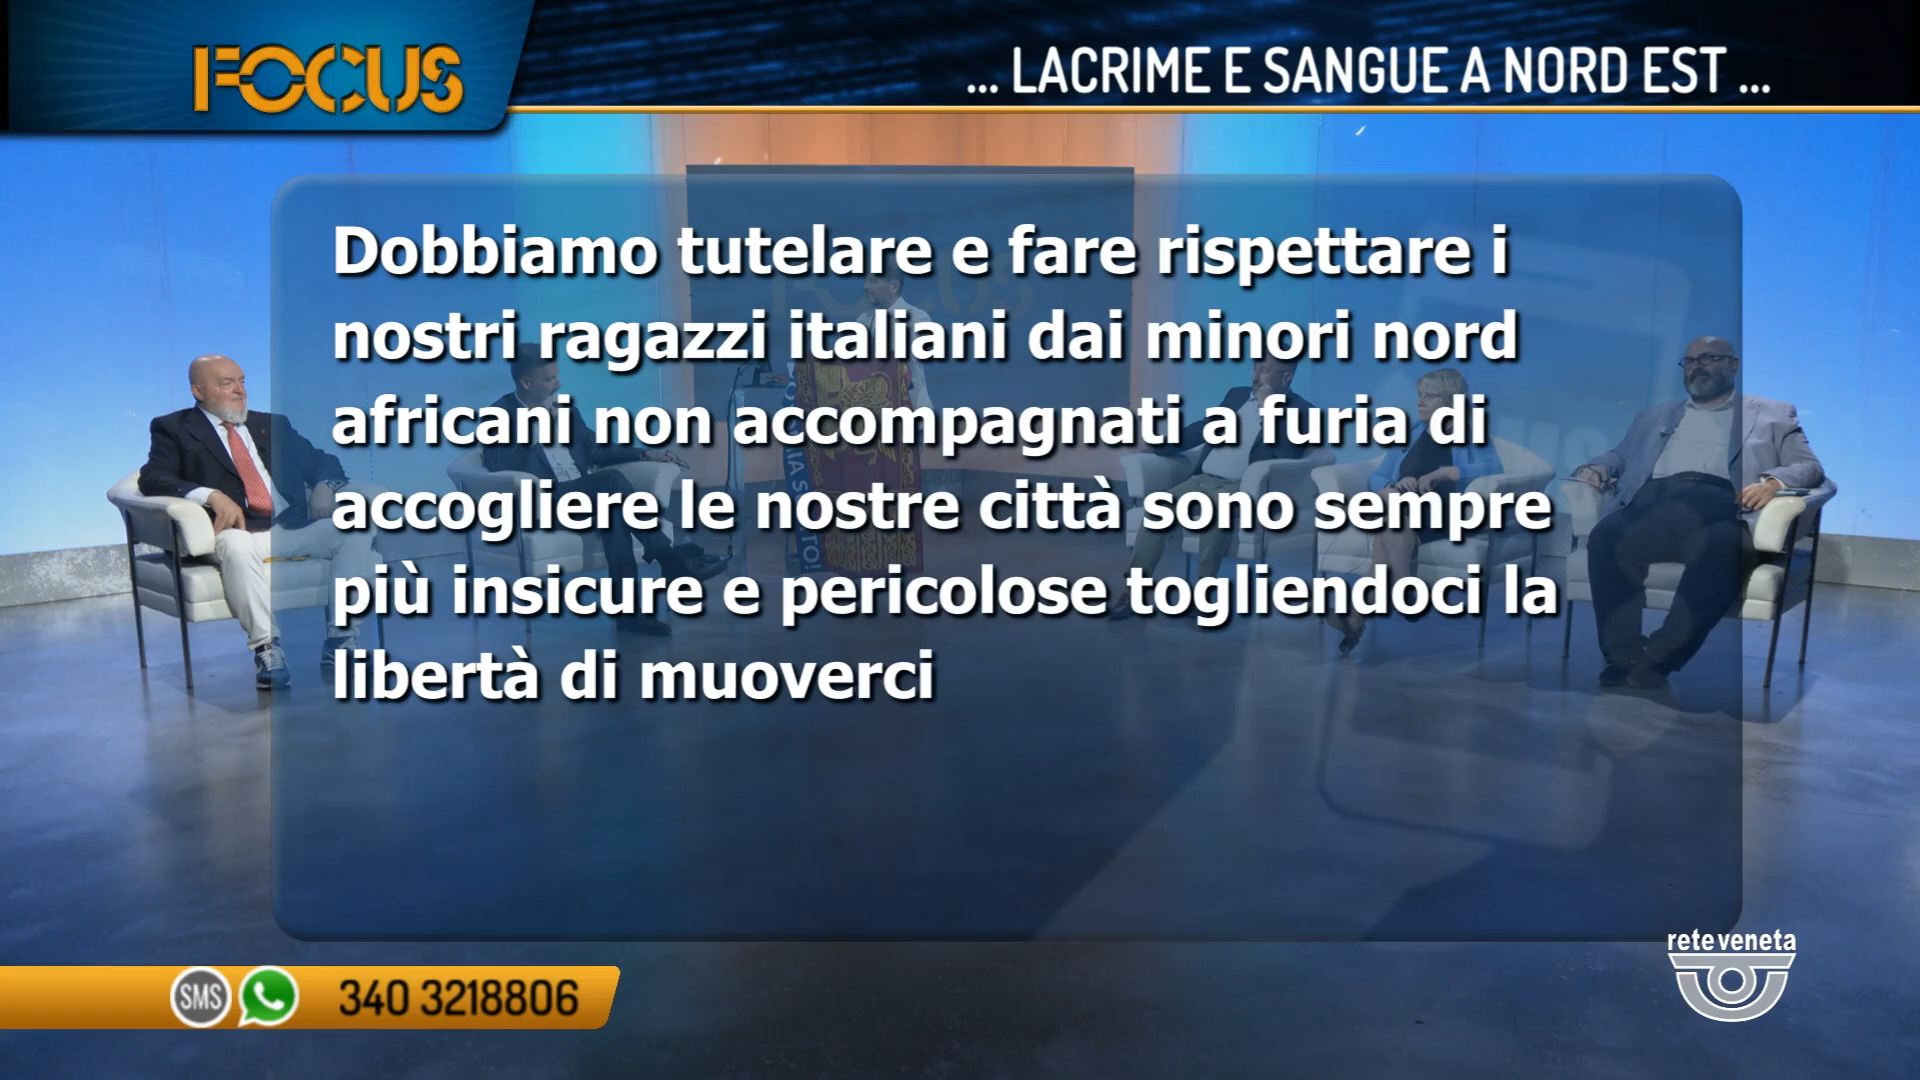 FOCUS
... LACRIME E SANGUE A NORD EST ...
Dobbiamo tutelare e fare rispettare i
nostri ragazzi italiani dai minori nord
africani non accompagnati a furia di
accogliere le nostre città sono sempre
più insicure e pericolose togliendoci la
libertà di muoverci
FOCUS
SMS
340 3218806
rete veneta